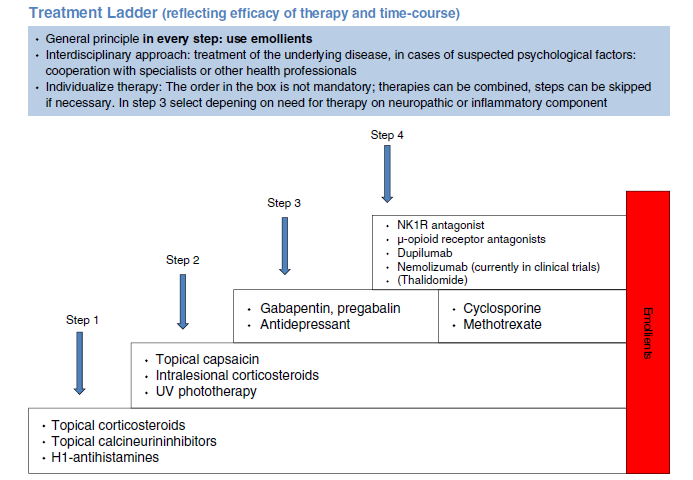 Treatment Ladder (reflecting efficacy of therapy and time-course)
• General principle in every step: use emollients
• Interdisciplinary approach: treatment of the underlying disease, in cases of suspected psychological factors:
cooperation with specialists or other health professionals
• Individualize therapy: The order in the box is not mandatory; therapies can be combined, steps can be skipped
if necessary. In step 3 select depening on need for therapy on neuropathic or inflammatory component
Step 4
• NK1R antagonist
• μ-opioid receptor antagonists
• Dupilumab
• Nemolizumab (currently in clinical trials)
• (Thalidomide)
Step 3
• Gabapentin, pregabalin
• Antidepressant
• Cyclosporine
• Methotrexate
Step 2
• Topical capsaicin
• Intralesional corticosteroids
• UV phototherapy
Step 1
• Topical corticosteroids
• Topical calcineurininhibitors
• H1-antihistamines
Emollients